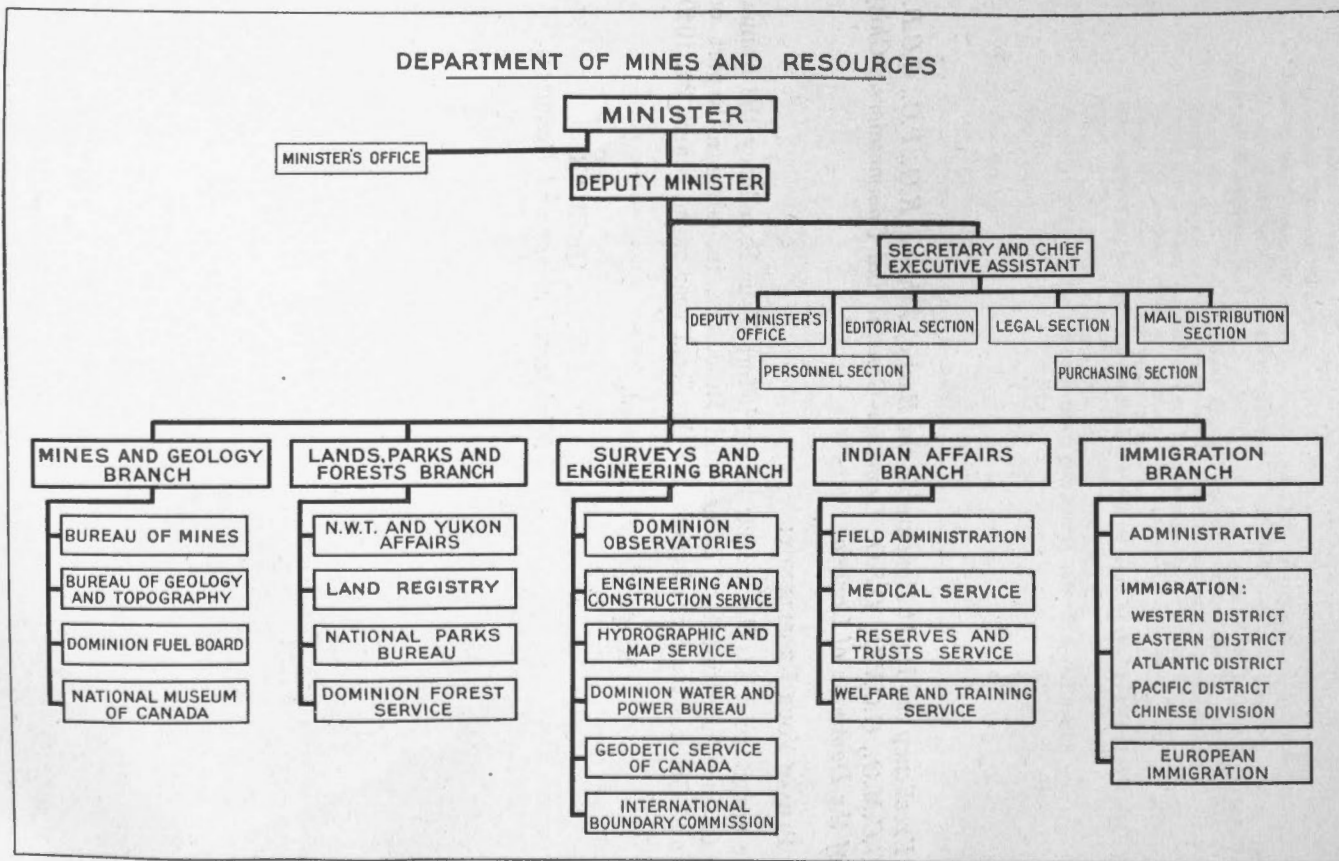 DEPARTMENT OF MINES AND RESOURCES
MINISTER
MINISTER'S OFFICE
DEPUTY MINISTER
SECRETARY AND CHIEF
EXECUTIVE ASSISTANT
DEPUTY MINISTER'S
OFFICE
EDITORIAL SECTION
LEGAL SECTION
MAIL DISTRIBUTION
SECTION
PERSONNEL SECTION
PURCHASING SECTION
MINES AND GEOLOGY
BRANCH
BUREAU OF MINES
BUREAU OF GEOLOGY
AND TOPOGRAPHY
DOMINION FUEL BOARD
NATIONAL MUSEUM
OF CANADA
LANDS, PARKS AND
FORESTS BRANCH
N.W.T. AND YUKON
AFFAIRS
LAND REGISTRY
NATIONAL PARKS
BUREAU
DOMINION FOREST
SERVICE
SURVEYS AND
ENGINEERING BRANCH
DOMINION
OBSERVATORIES
ENGINEERING AND
CONSTRUCTION SERVICE
HYDROGRAPHIC AND
MAP SERVICE
DOMINION WATER AND
POWER BUREAU
GEODETIC SERVICE
OF CANADA
INTERNATIONAL
BOUNDARY COMMISSION
INDIAN AFFAIRS
BRANCH
FIELD ADMINISTRATION
MEDICAL SERVICE
RESERVES AND
TRUSTS SERVICE
WELFARE AND TRAINING
SERVICE
IMMIGRATION
BRANCH
ADMINISTRATIVE
IMMIGRATION:
WESTERN DISTRICT
EASTERN DISTRICT
ATLANTIC DISTRICT
PACIFIC DISTRICT
CHINESE DIVISION
EUROPEAN
IMMIGRATION